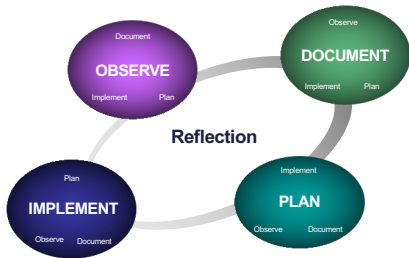 Document
OBSERVE
Implement Plan
Observe
DOCUMENT
Implement Plan
Reflection
Plan
IMPLEMENT
Observe Document
Implement
PLAN
Observe Document